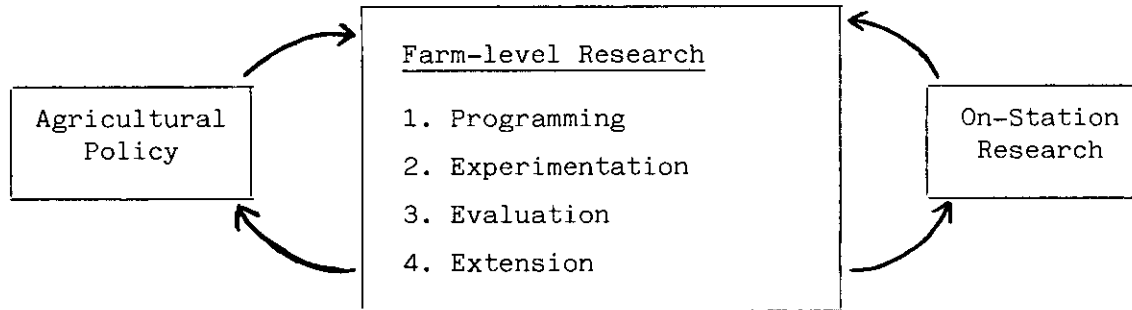 Agricultural
Policy
Farm-level Research
1. Programming
2. Experimentation
3. Evaluation
4. Extension
On-Station
Research